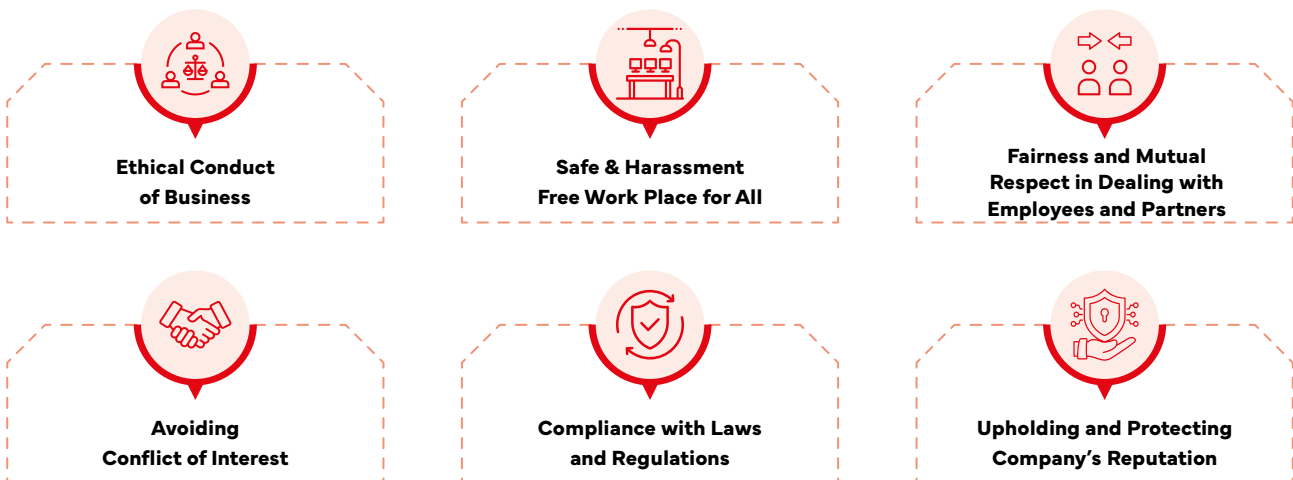 Ethical Conduct
of Business
Safe & Harassment
Free Work Place for All
Fairness and Mutual
Respect in Dealing with
Employees and Partners
Avoiding
Conflict of Interest
Compliance with Laws
and Regulations
Upholding and Protecting
Company’s Reputation